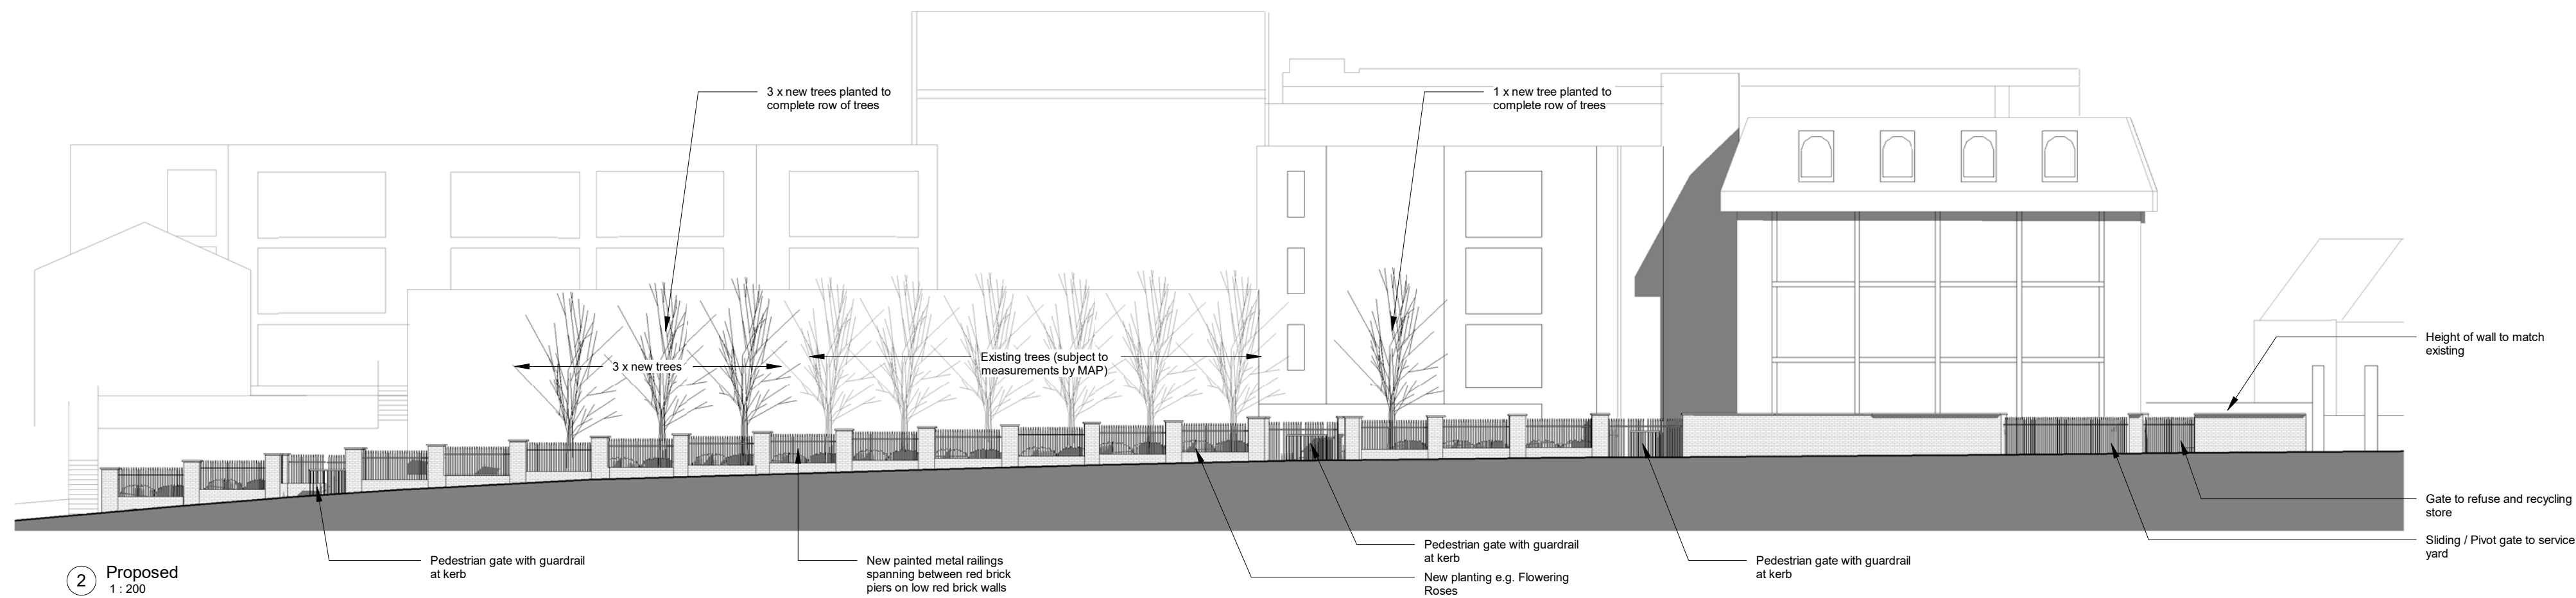 3 x new trees planted to
complete row of trees
1 x new tree planted to
complete row of trees
Height of wall to match
existing
Existing trees (subject to
measurements by MAP)
3 x new trees
Gate to refuse and recycling
store
Sliding / Pivot gate to service
yard
Pedestrian gate with guardrail
at kerb
New painted metal railings
spanning between red brick
piers on low red brick walls
Pedestrian gate with guardrail
at kerb
New planting e.g. Flowering
Roses
Pedestrian gate with guardrail
at kerb
2
Proposed
1 : 200